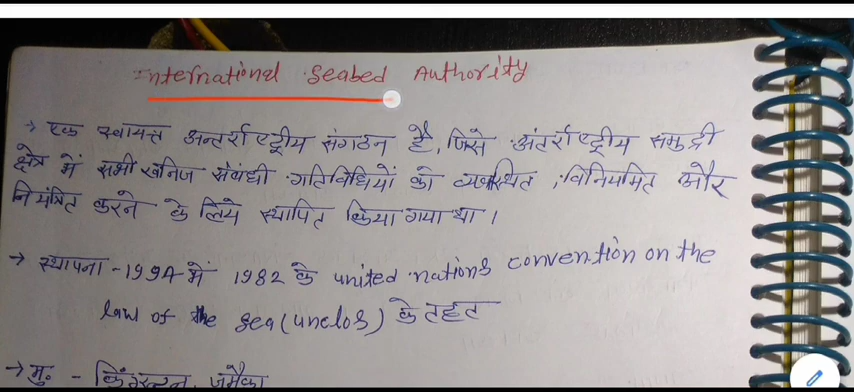 International Seabed Authority
→ एक स्वायत्त अन्तर्राष्ट्रीय संगठन है, जिसे अंतर्राष्ट्रीय समुद्री
क्षेत्र में सभी खनिज संबंधी गतिविधियों को व्यवस्थित, विनियमित और
नियंत्रित करने के लिये स्थापित किया गया था।
→ स्थापना - 1994 में 1982 के united nations convention on the
law of the sea (unclos) के तहत
→ मु. - किंगस्टन, जमैका